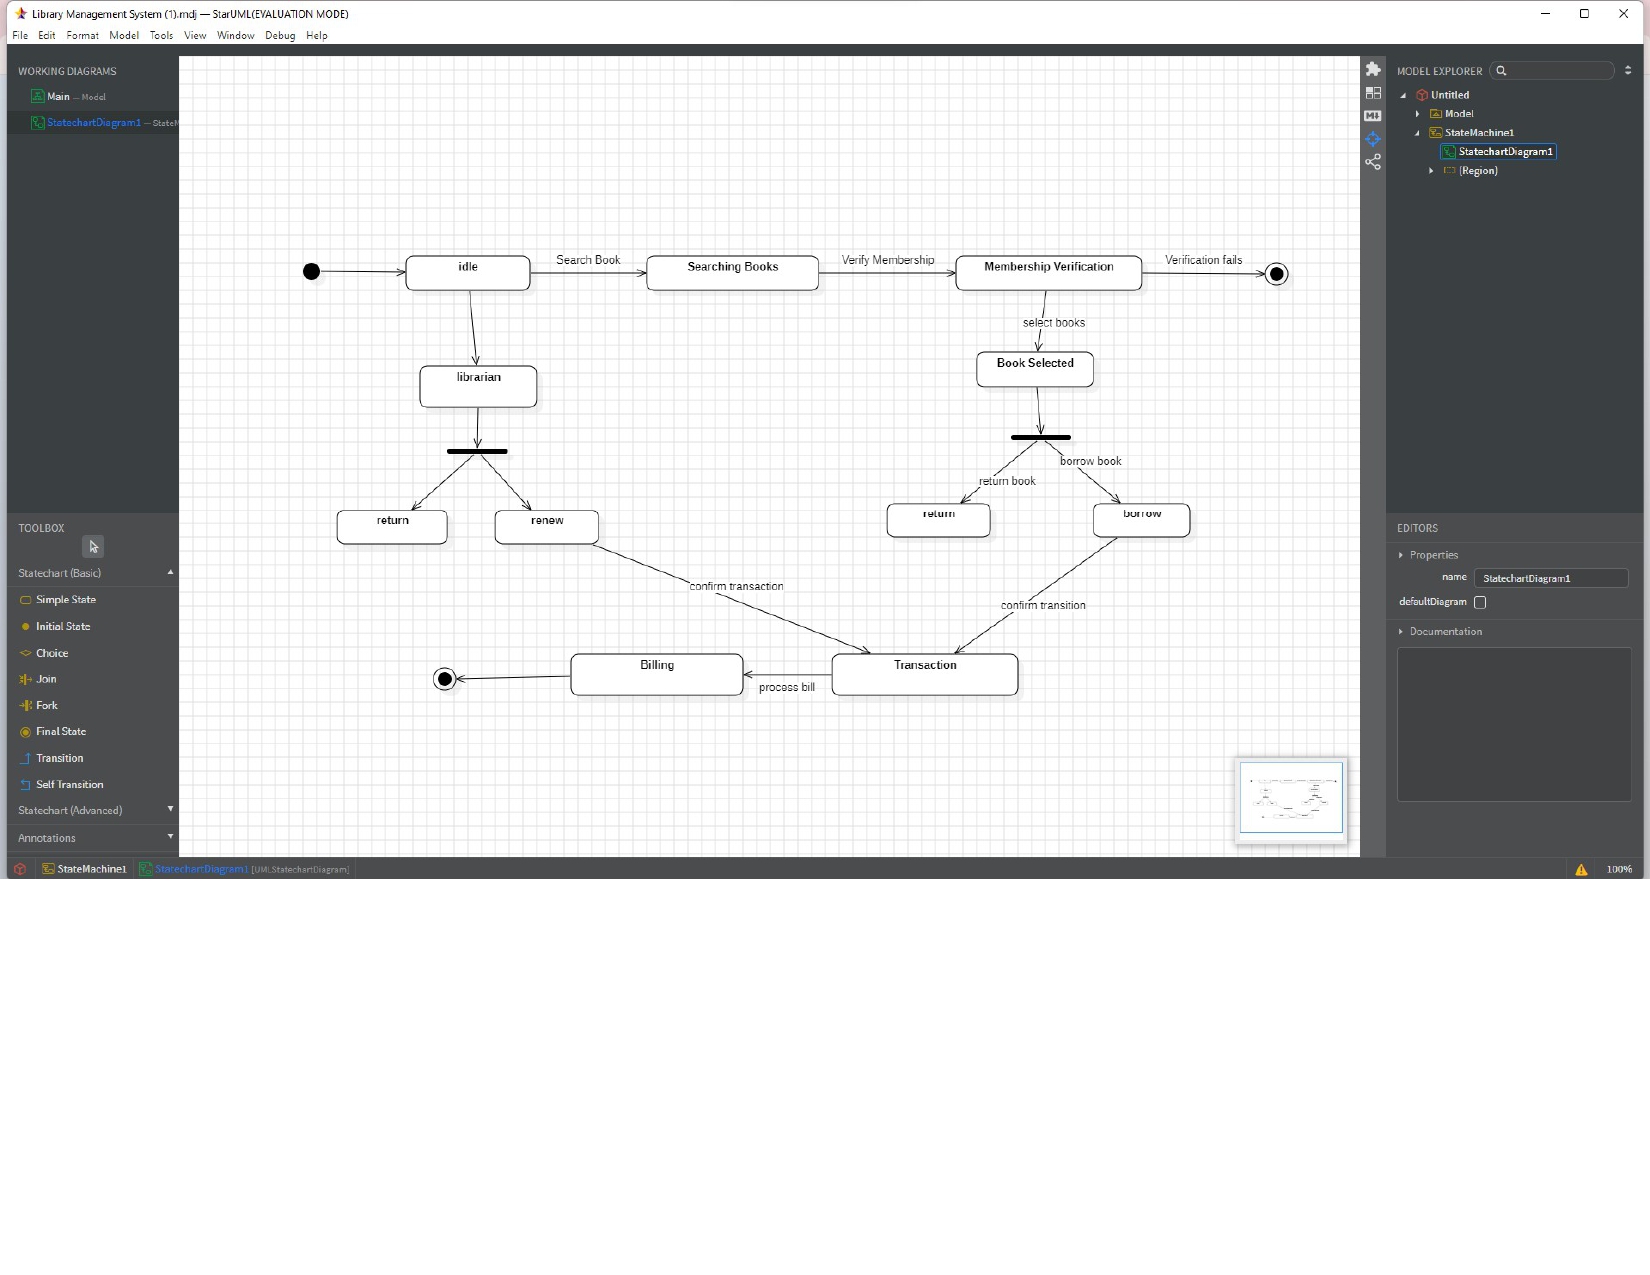 Library Management System (1).mdj — StarUML(EVALUATION MODE)
File Edit Format Model Tools View Window Debug Help
WORKING DIAGRAMS
Main — Model
StatechartDiagram1 — StateM
TOOLBOX
Statechart (Basic)
Simple State
Initial State
Choice
Join
Fork
Final State
Transition
Self Transition
Statechart (Advanced)
Annotations
idle
Search Book
Searching Books
Verify Membership
Membership Verification
Verification fails
select books
librarian
Book Selected
borrow book
return book
return
renew
return
borrow
confirm transaction
confirm transition
Billing
process bill
Transaction
MODEL EXPLORER
Untitled
Model
StateMachine1
StatechartDiagram1
(Region)
EDITORS
Properties
name StatechartDiagram1
defaultDiagram
Documentation
StateMachine1 StatechartDiagram1 [UMLStatechartDiagram]
100%